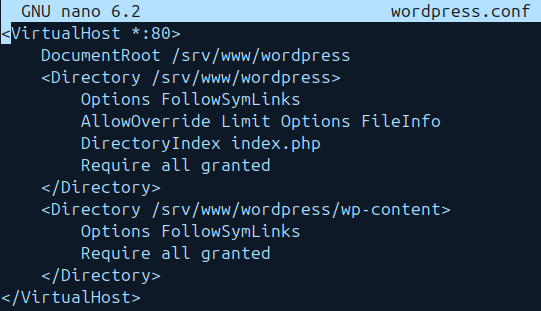 GNU nano 6.2 wordpress.conf
<VirtualHost *:80>
    DocumentRoot /srv/www/wordpress
    <Directory /srv/www/wordpress>
        Options FollowSymLinks
        AllowOverride Limit Options FileInfo
        DirectoryIndex index.php
        Require all granted
    </Directory>
    <Directory /srv/www/wordpress/wp-content>
        Options FollowSymLinks
        Require all granted
    </Directory>
</VirtualHost>